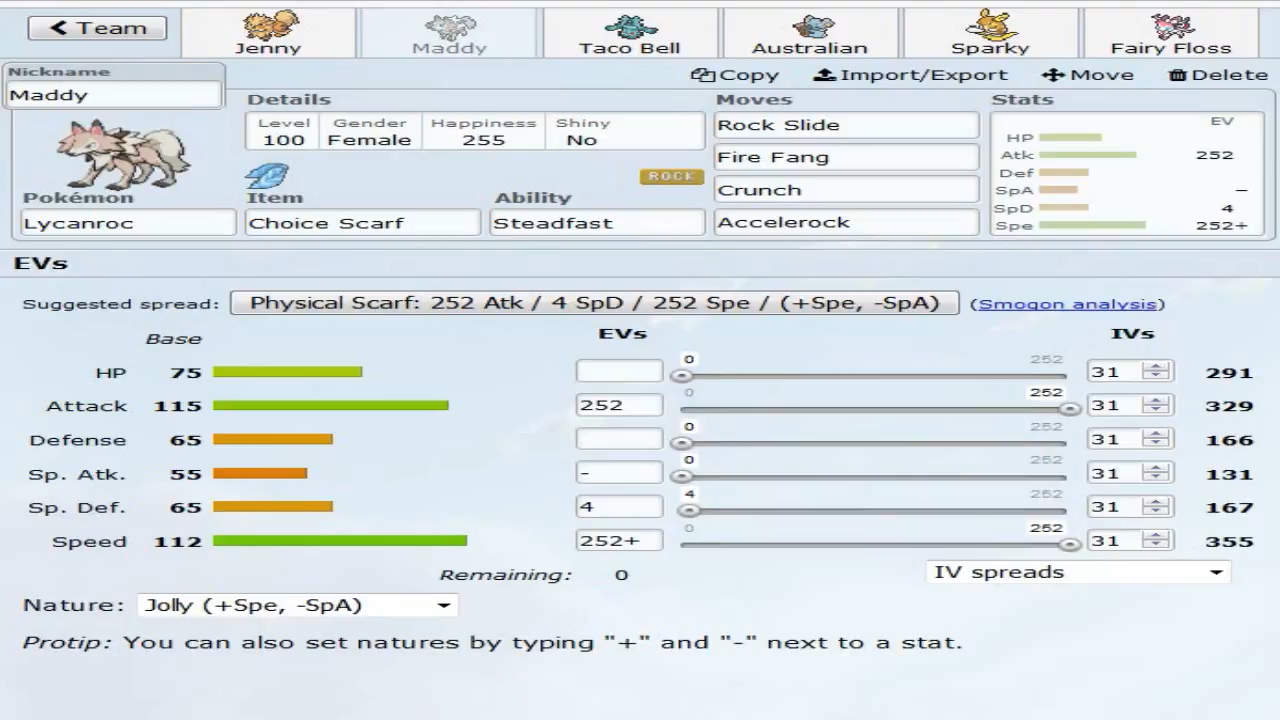 Team
Jenny
Maddy
Taco Bell
Australian
Sparky
Fairy Floss
Copy Import/Export Move Delete
Nickname
Maddy
Details
Level Gender Happiness Shiny
100 Female 255 No
ROCK
Pokémon
Lycanroc
Item
Choice Scarf
Ability
Steadfast
Moves
Rock Slide
Fire Fang
Crunch
Accelerock
Stats
EV
HP
Atk 252
Def
SpA –
SpD 4
Spe 252+
EVs
Suggested spread: Physical Scarf: 252 Atk / 4 SpD / 252 Spe / (+Spe, -SpA) (Smogon analysis)
Base EVs IVs
HP 75 0 252 31 291
Attack 115 252 0 252 31 329
Defense 65 0 252 31 166
Sp. Atk. 55 - 0 252 31 131
Sp. Def. 65 4 4 252 31 167
Speed 112 252+ 0 252 31 355
Remaining: 0
IV spreads
Nature: Jolly (+Spe, -SpA)
Protip: You can also set natures by typing "+" and "-" next to a stat.